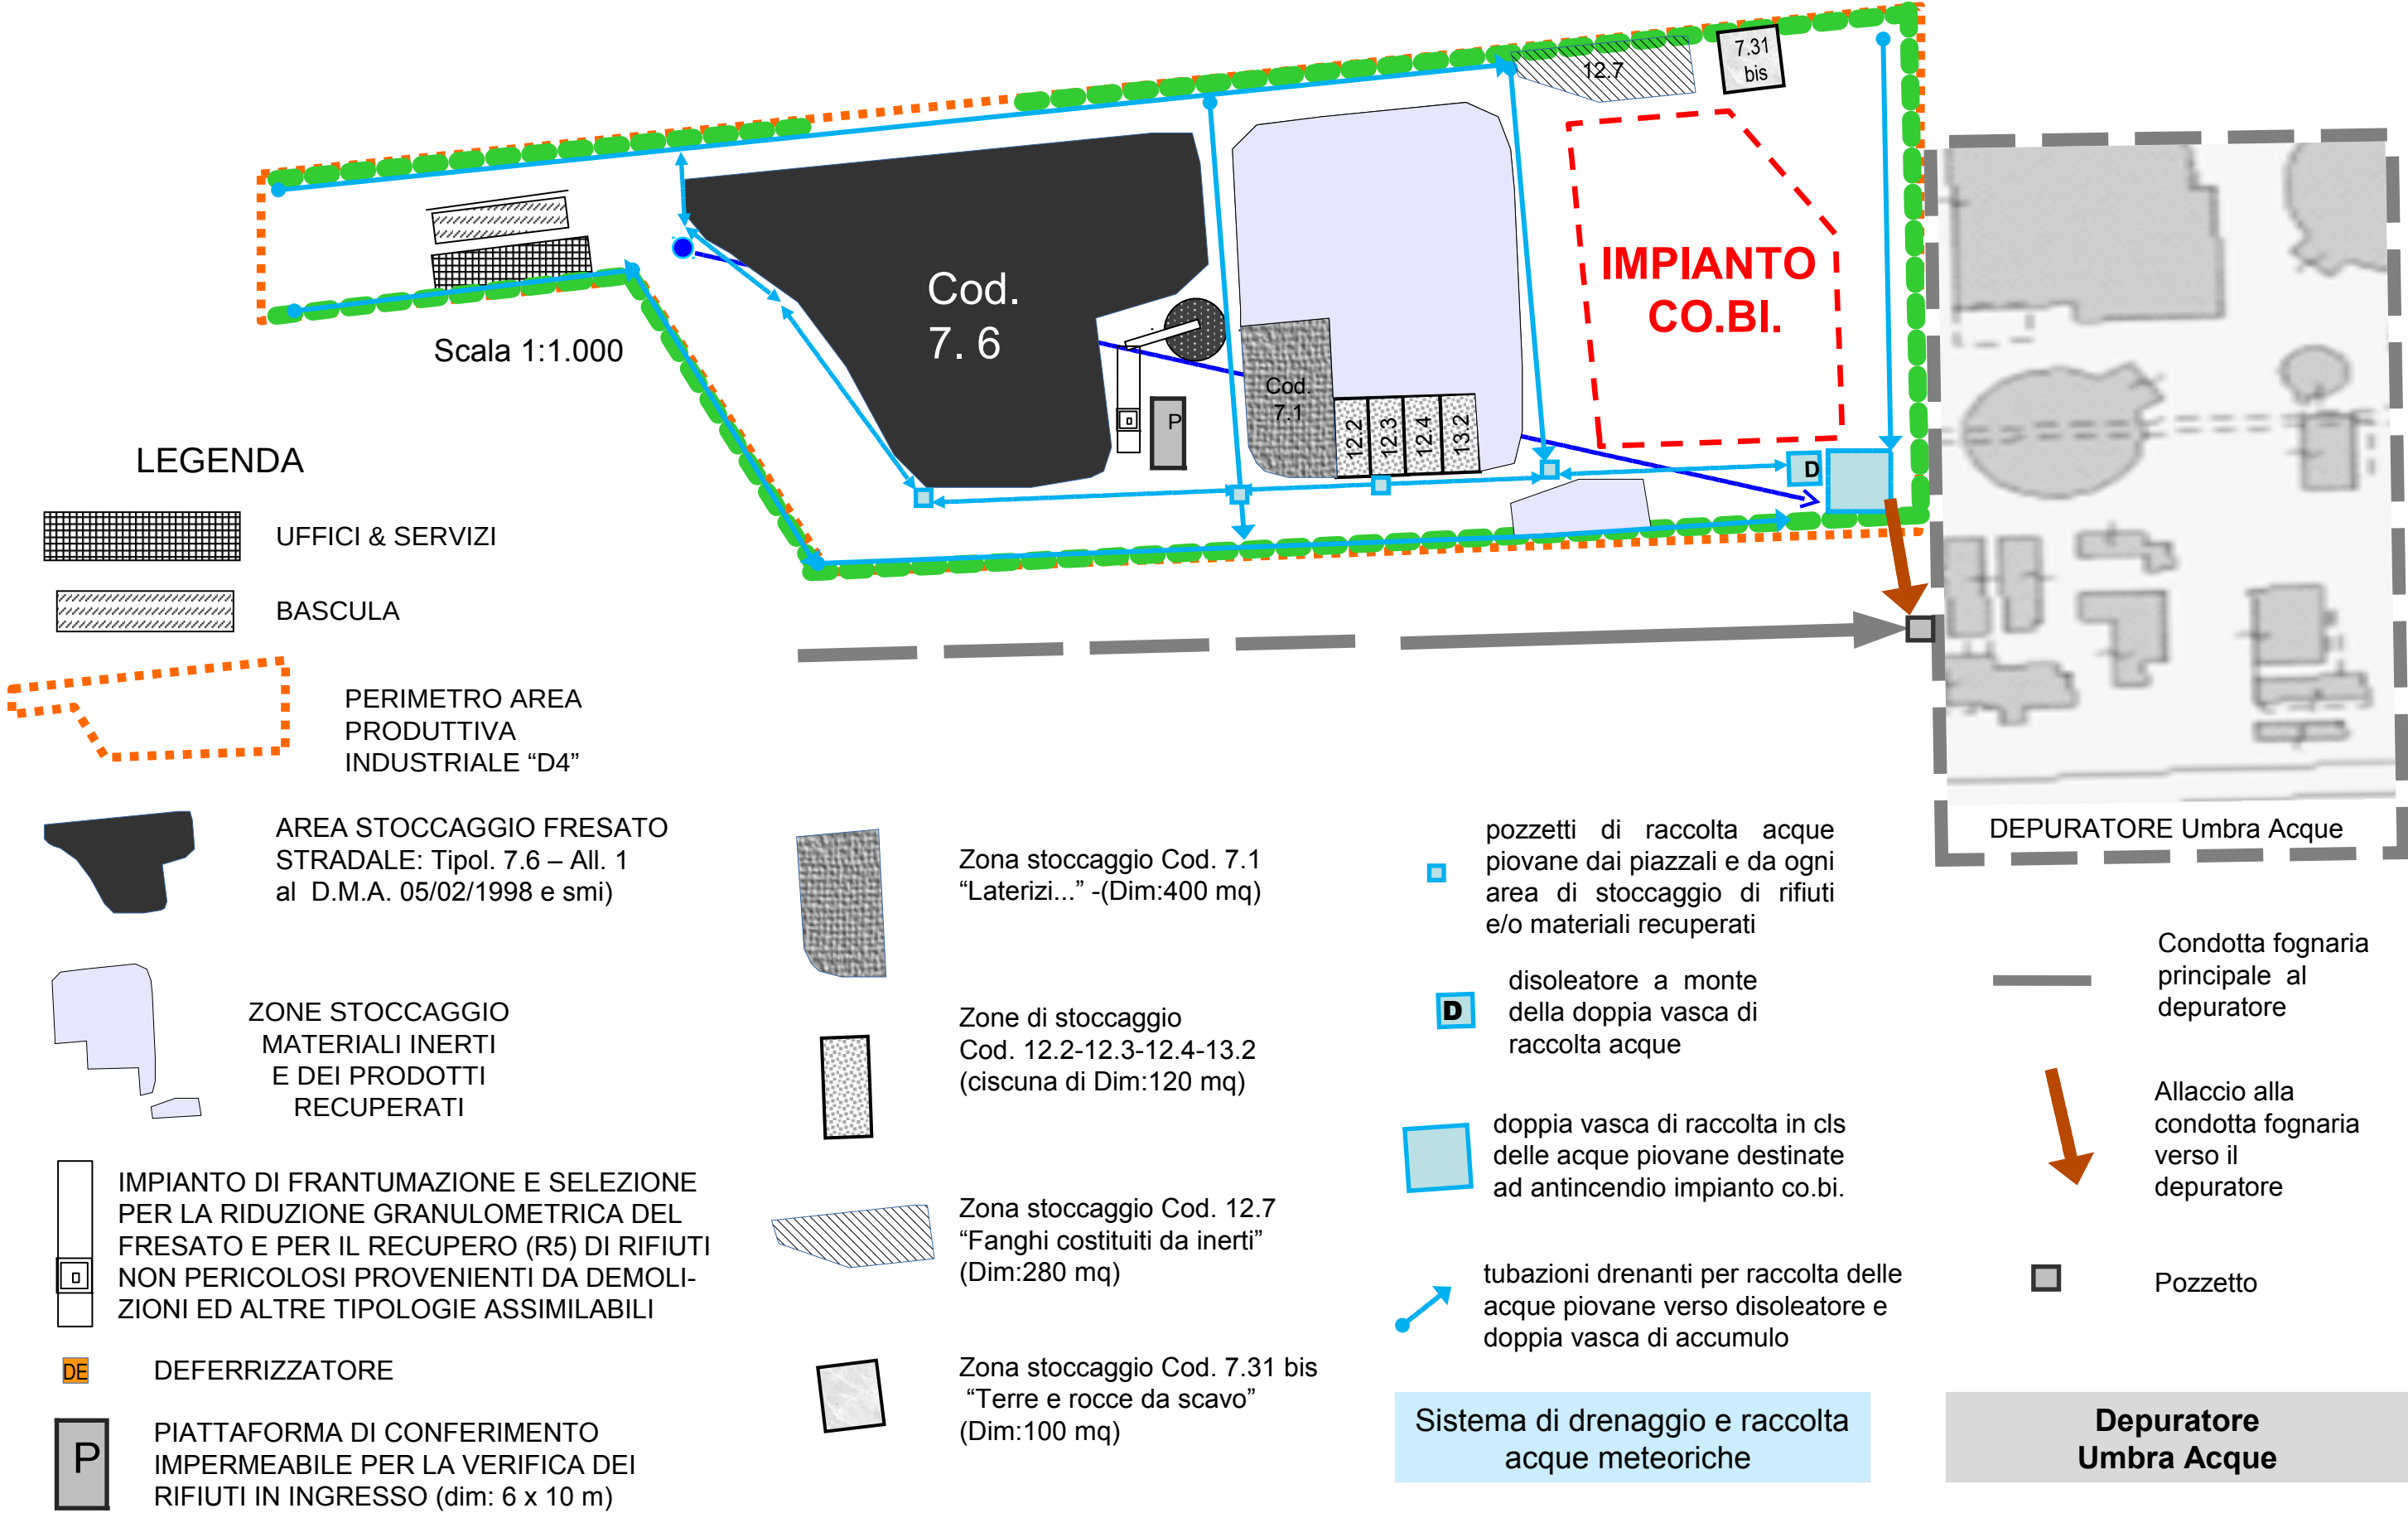 12.7
7.31
bis
IMPIANTO
CO.BI.
Cod.
7. 6
Scala 1:1.000
P
Cod.
7.1
12.2
12.3
12.4
13.2
D
DEPURATORE Umbra Acque
LEGENDA
UFFICI & SERVIZI
BASCULA
PERIMETRO AREA
PRODUTTIVA
INDUSTRIALE “D4”
AREA STOCCAGGIO FRESATO
STRADALE: Tipol. 7.6 – All. 1
al D.M.A. 05/02/1998 e smi)
ZONE STOCCAGGIO
MATERIALI INERTI
E DEI PRODOTTI
RECUPERATI
IMPIANTO DI FRANTUMAZIONE E SELEZIONE
PER LA RIDUZIONE GRANULOMETRICA DEL
FRESATO E PER IL RECUPERO (R5) DI RIFIUTI
NON PERICOLOSI PROVENIENTI DA DEMOLI-
ZIONI ED ALTRE TIPOLOGIE ASSIMILABILI
DE
DEFERRIZZATORE
P
PIATTAFORMA DI CONFERIMENTO
IMPERMEABILE PER LA VERIFICA DEI
RIFIUTI IN INGRESSO (dim: 6 x 10 m)
Zona stoccaggio Cod. 7.1
“Laterizi...” -(Dim:400 mq)
Zone di stoccaggio
Cod. 12.2-12.3-12.4-13.2
(ciscuna di Dim:120 mq)
Zona stoccaggio Cod. 12.7
“Fanghi costituiti da inerti”
(Dim:280 mq)
Zona stoccaggio Cod. 7.31 bis
“Terre e rocce da scavo”
(Dim:100 mq)
pozzetti di raccolta acque
piovane dai piazzali e da ogni
area di stoccaggio di rifiuti
e/o materiali recuperati
D
disoleatore a monte
della doppia vasca di
raccolta acque
doppia vasca di raccolta in cls
delle acque piovane destinate
ad antincendio impianto co.bi.
tubazioni drenanti per raccolta delle
acque piovane verso disoleatore e
doppia vasca di accumulo
Sistema di drenaggio e raccolta
acque meteoriche
Condotta fognaria
principale al
depuratore
Allaccio alla
condotta fognaria
verso il
depuratore
Pozzetto
Depuratore
Umbra Acque